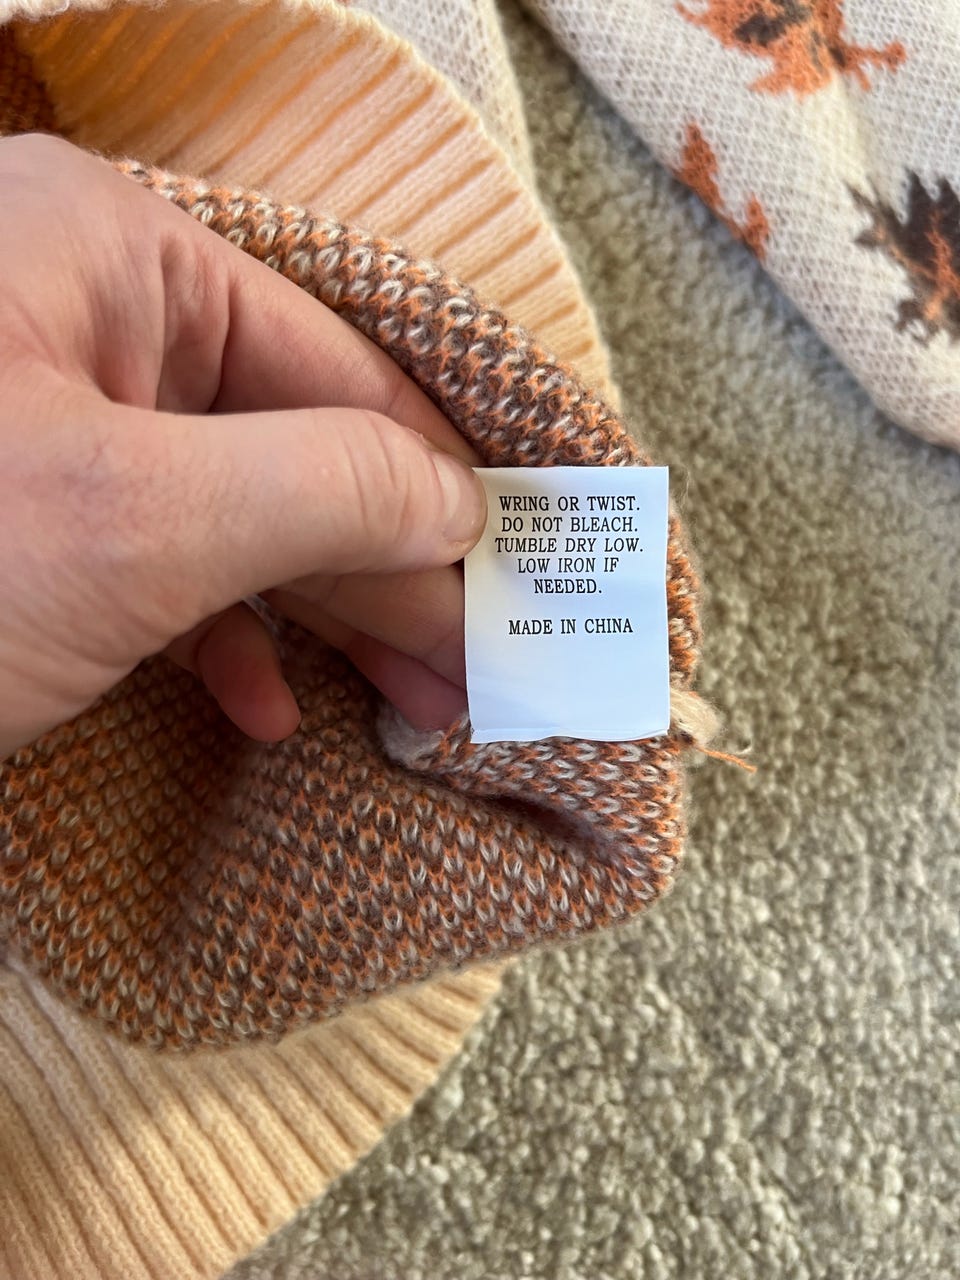 WRING OR TWIST.
DO NOT BLEACH.
TUMBLE DRY LOW.
LOW IRON IF
NEEDED.
MADE IN CHINA